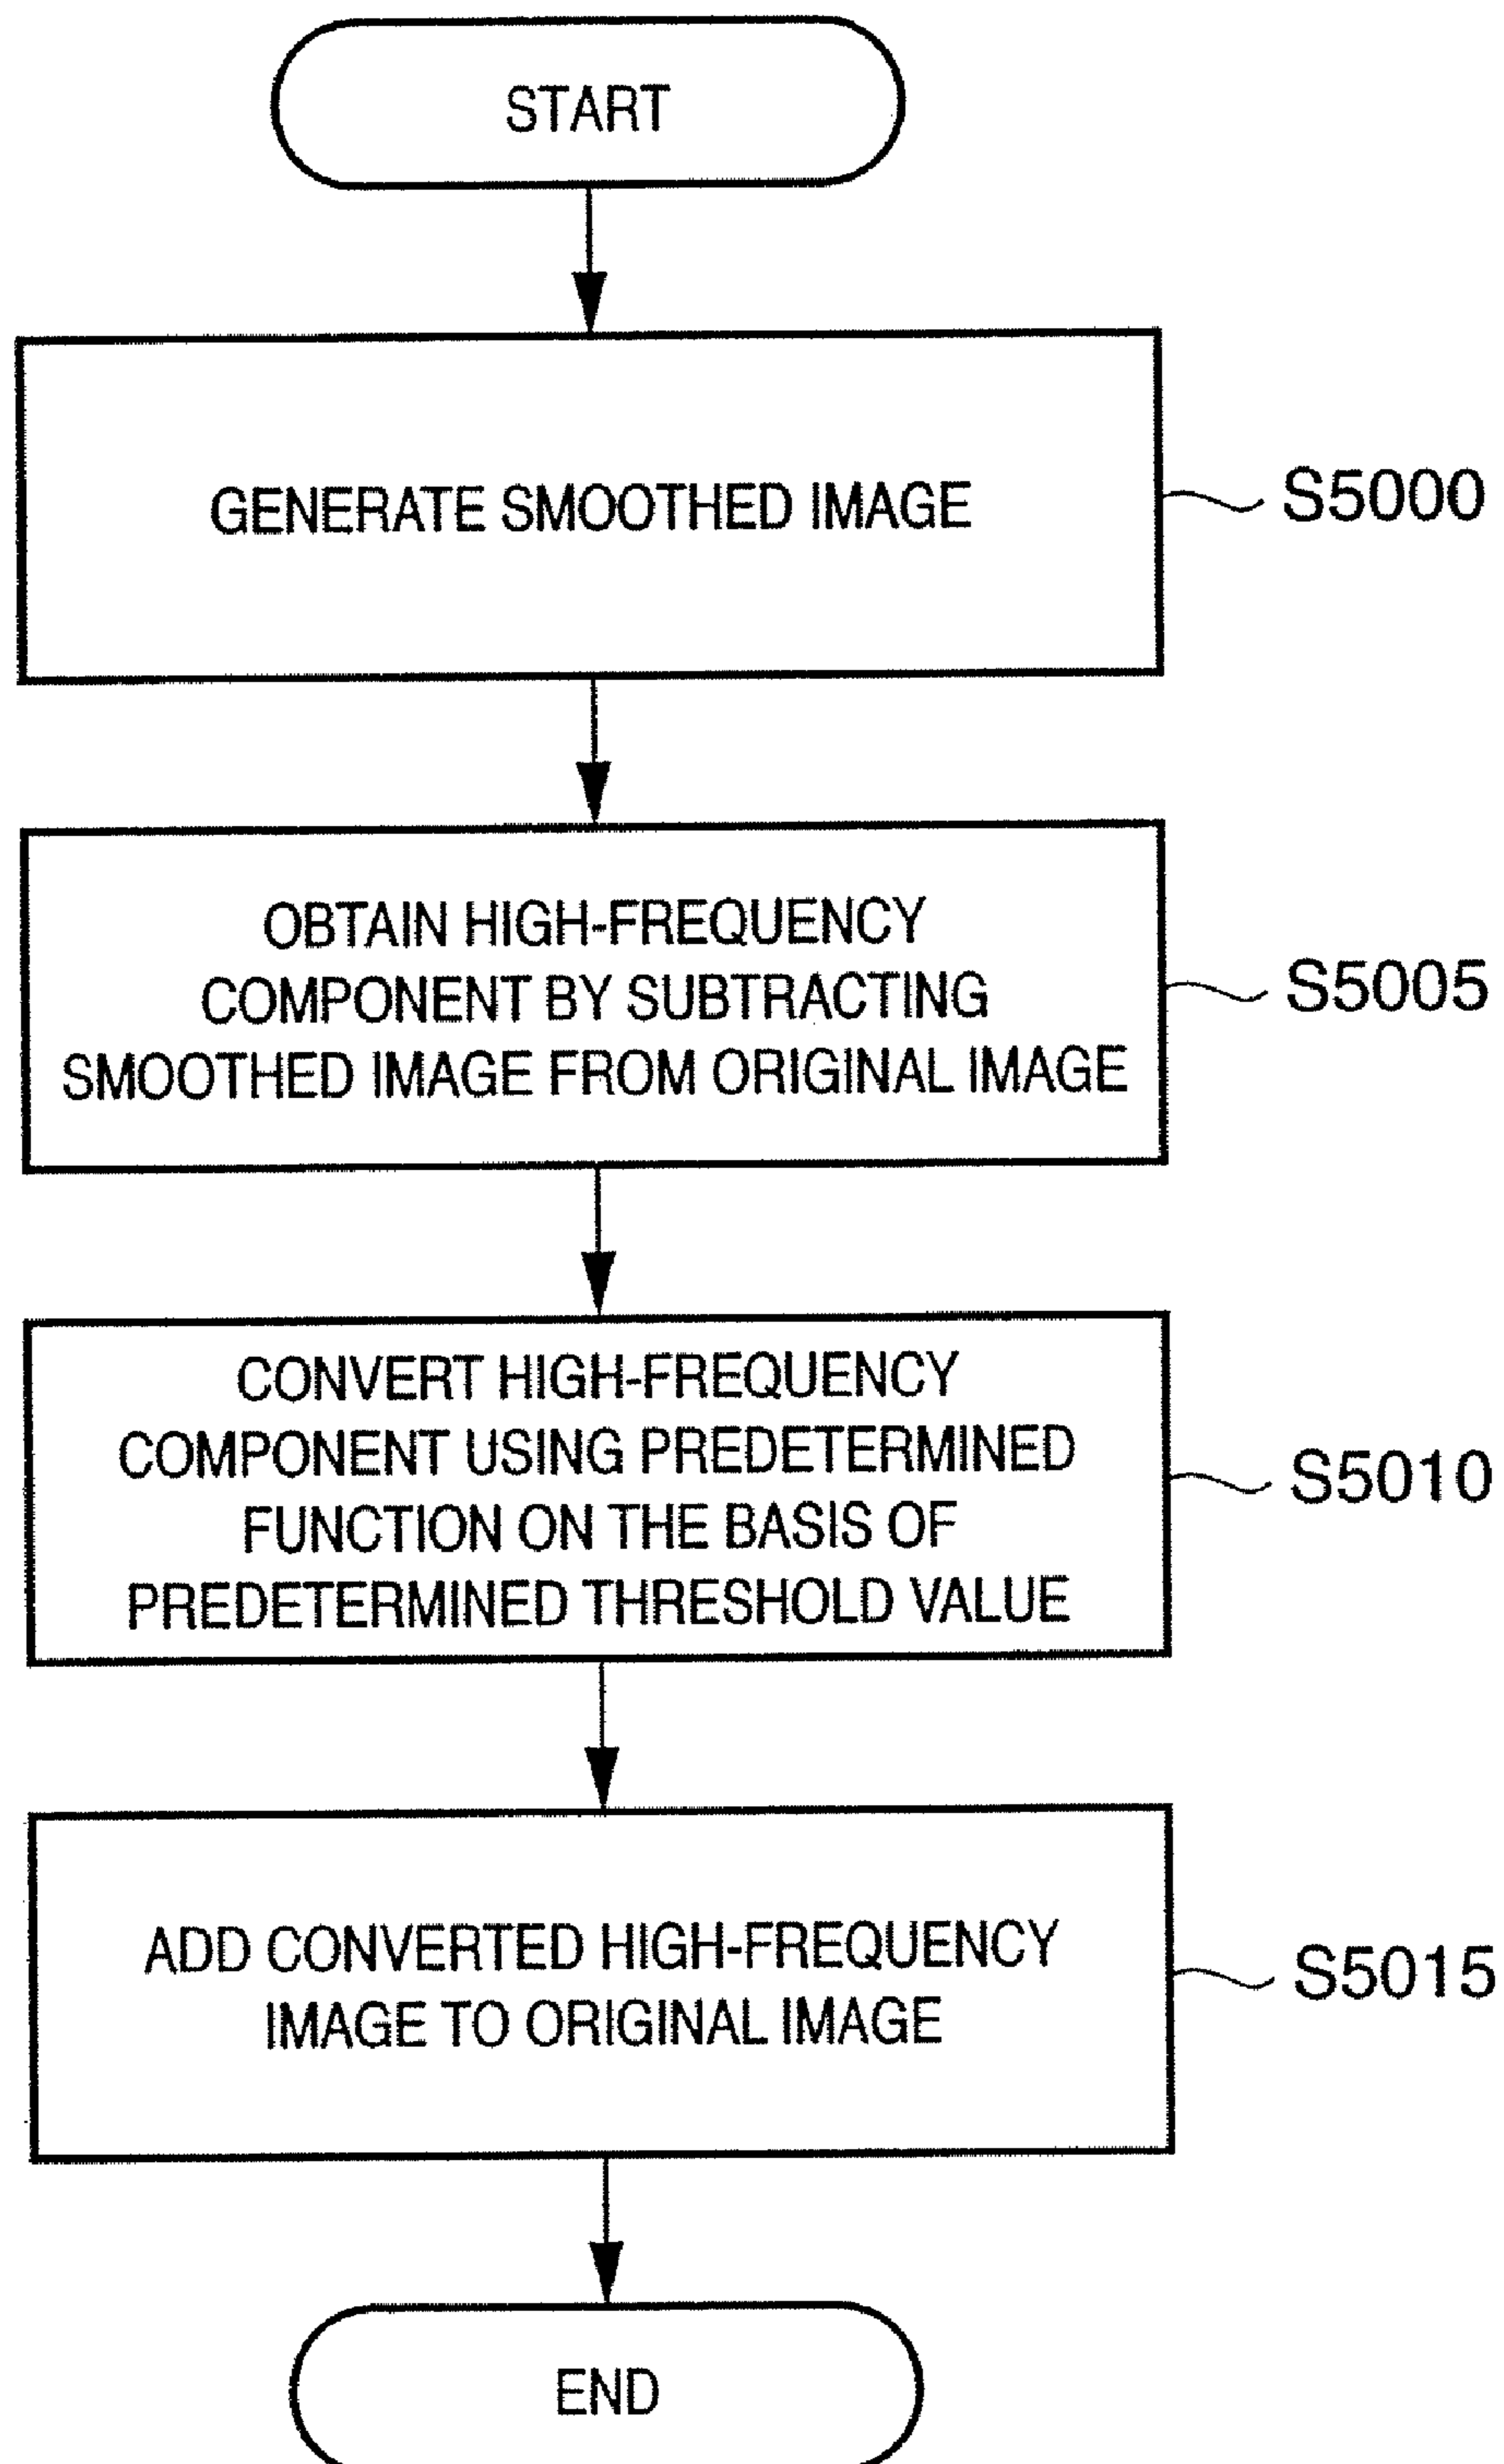 START
GENERATE SMOOTHED IMAGE
S5000
OBTAIN HIGH-FREQUENCY
COMPONENT BY SUBTRACTING
SMOOTHED IMAGE FROM ORIGINAL IMAGE
S5005
CONVERT HIGH-FREQUENCY
COMPONENT USING PREDETERMINED
FUNCTION ON THE BASIS OF
PREDETERMINED THRESHOLD VALUE
S5010
ADD CONVERTED HIGH-FREQUENCY
IMAGE TO ORIGINAL IMAGE
S5015
END